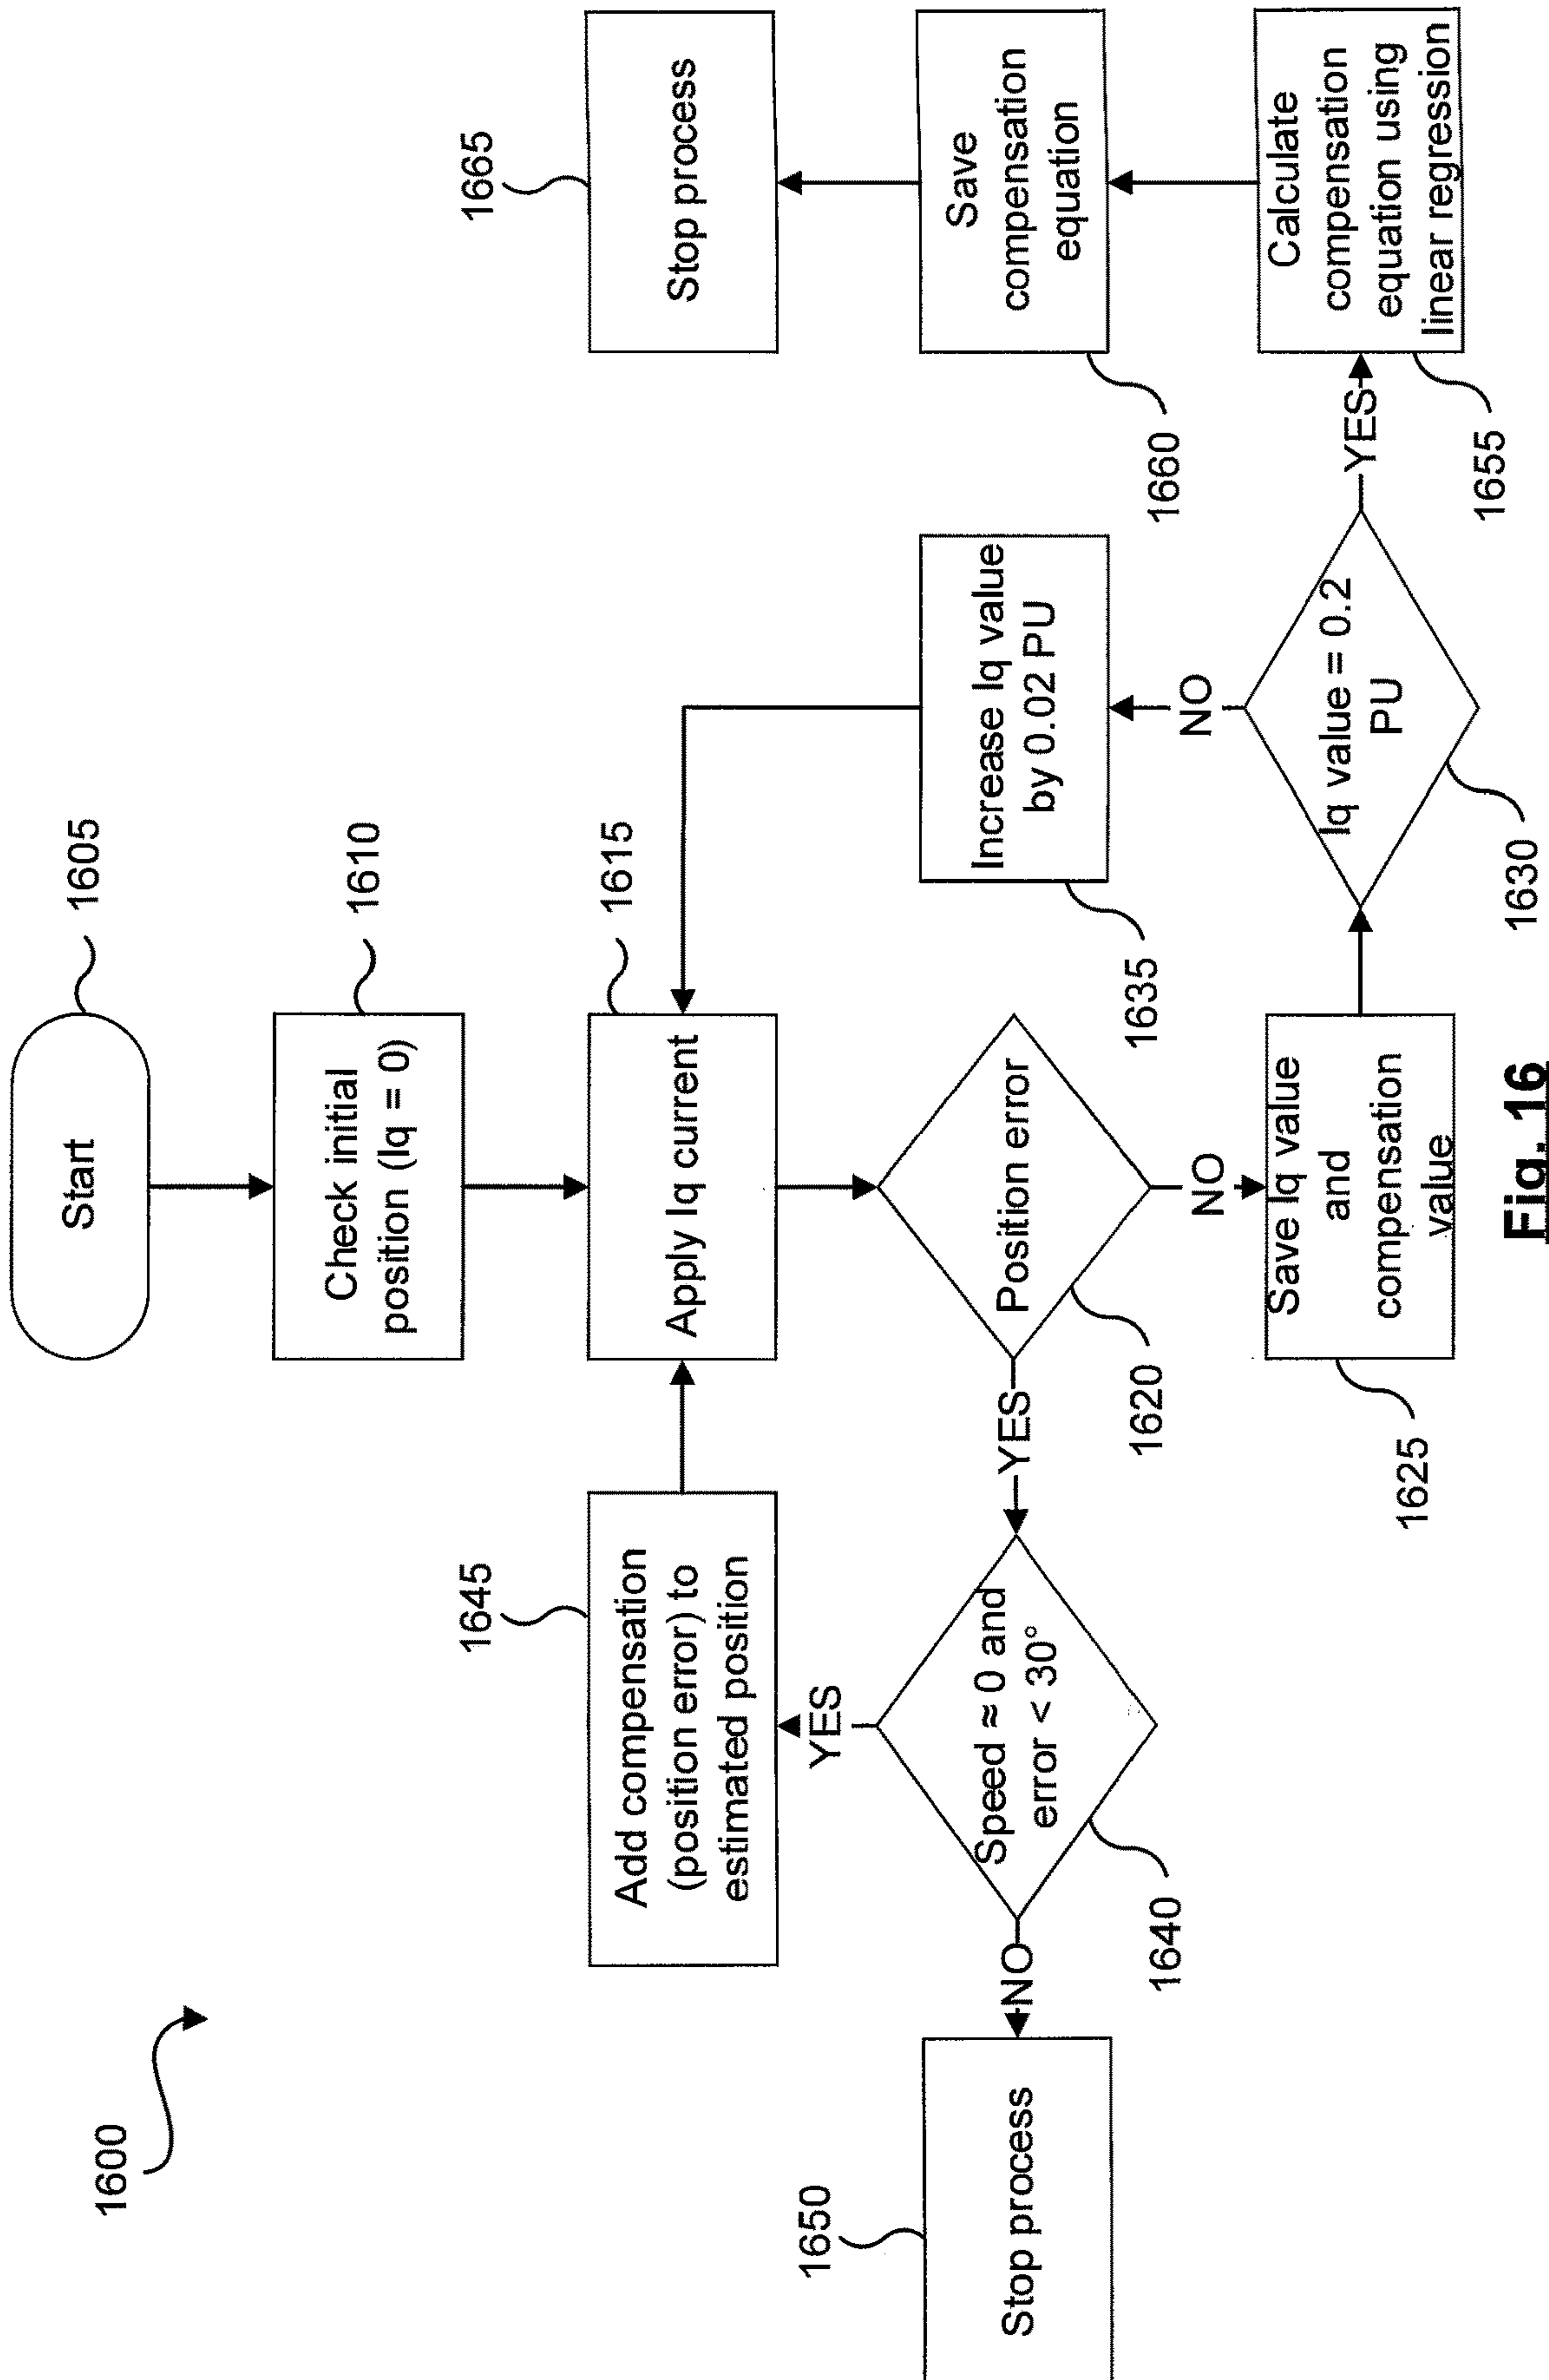 1600
Start
1605
Check initial
position (Iq = 0)
1610
1645
Add compensation
(position error) to
estimated position
Apply Iq current
1615
1665
Stop process
1650
Stop process
NO
1640
Speed ≈ 0 and
error < 30°
YES
YES
1620
Position error
NO
1635
Increase Iq value
by 0.02 PU
1660
Save
compensation
equation
1625
Save Iq value
and
compensation
value
1630
Iq value = 0.2
PU
NO
YES
1655
Calculate
compensation
equation using
linear regression
Fig. 16